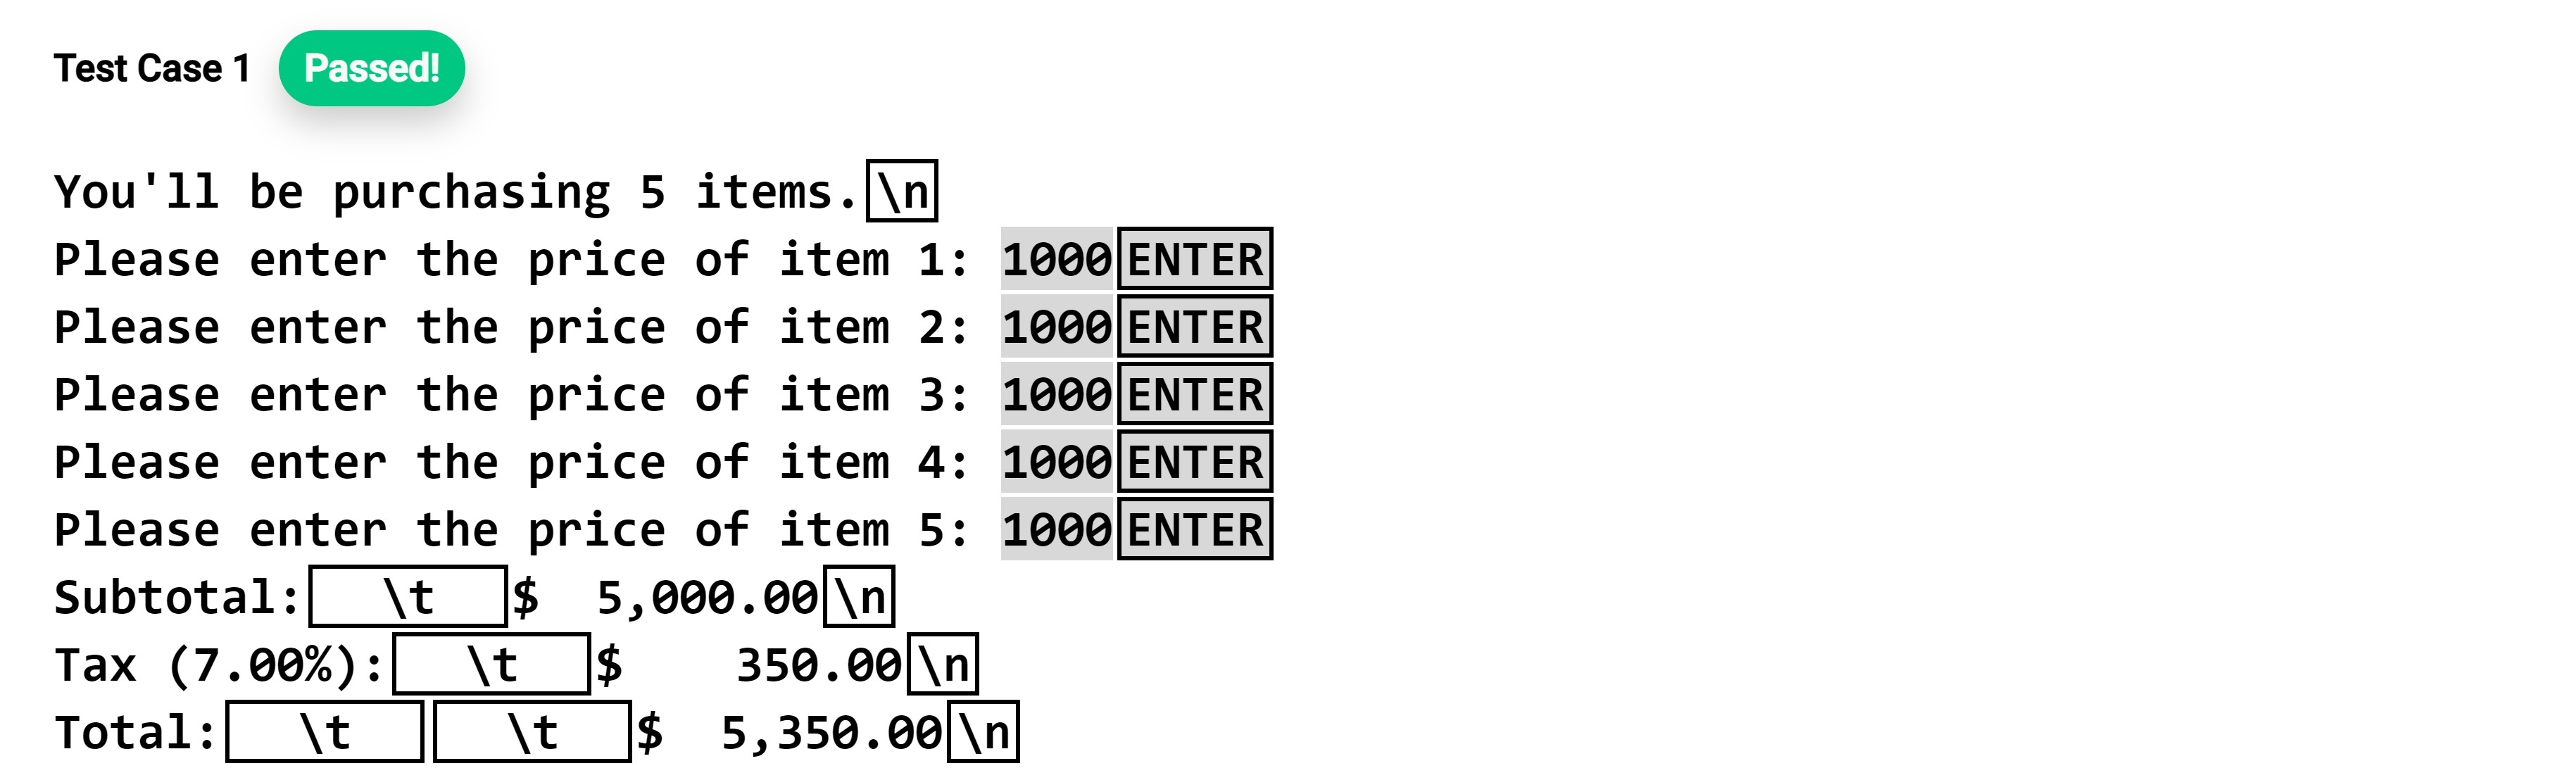 Test Case 1 Passed!
You'll be purchasing 5 items.\n
Please enter the price of item 1: 1000ENTER
Please enter the price of item 2: 1000ENTER
Please enter the price of item 3: 1000ENTER
Please enter the price of item 4: 1000ENTER
Please enter the price of item 5: 1000ENTER
Subtotal:\t$  5,000.00\n
Tax (7.00%):\t$    350.00\n
Total:\t\t$  5,350.00\n